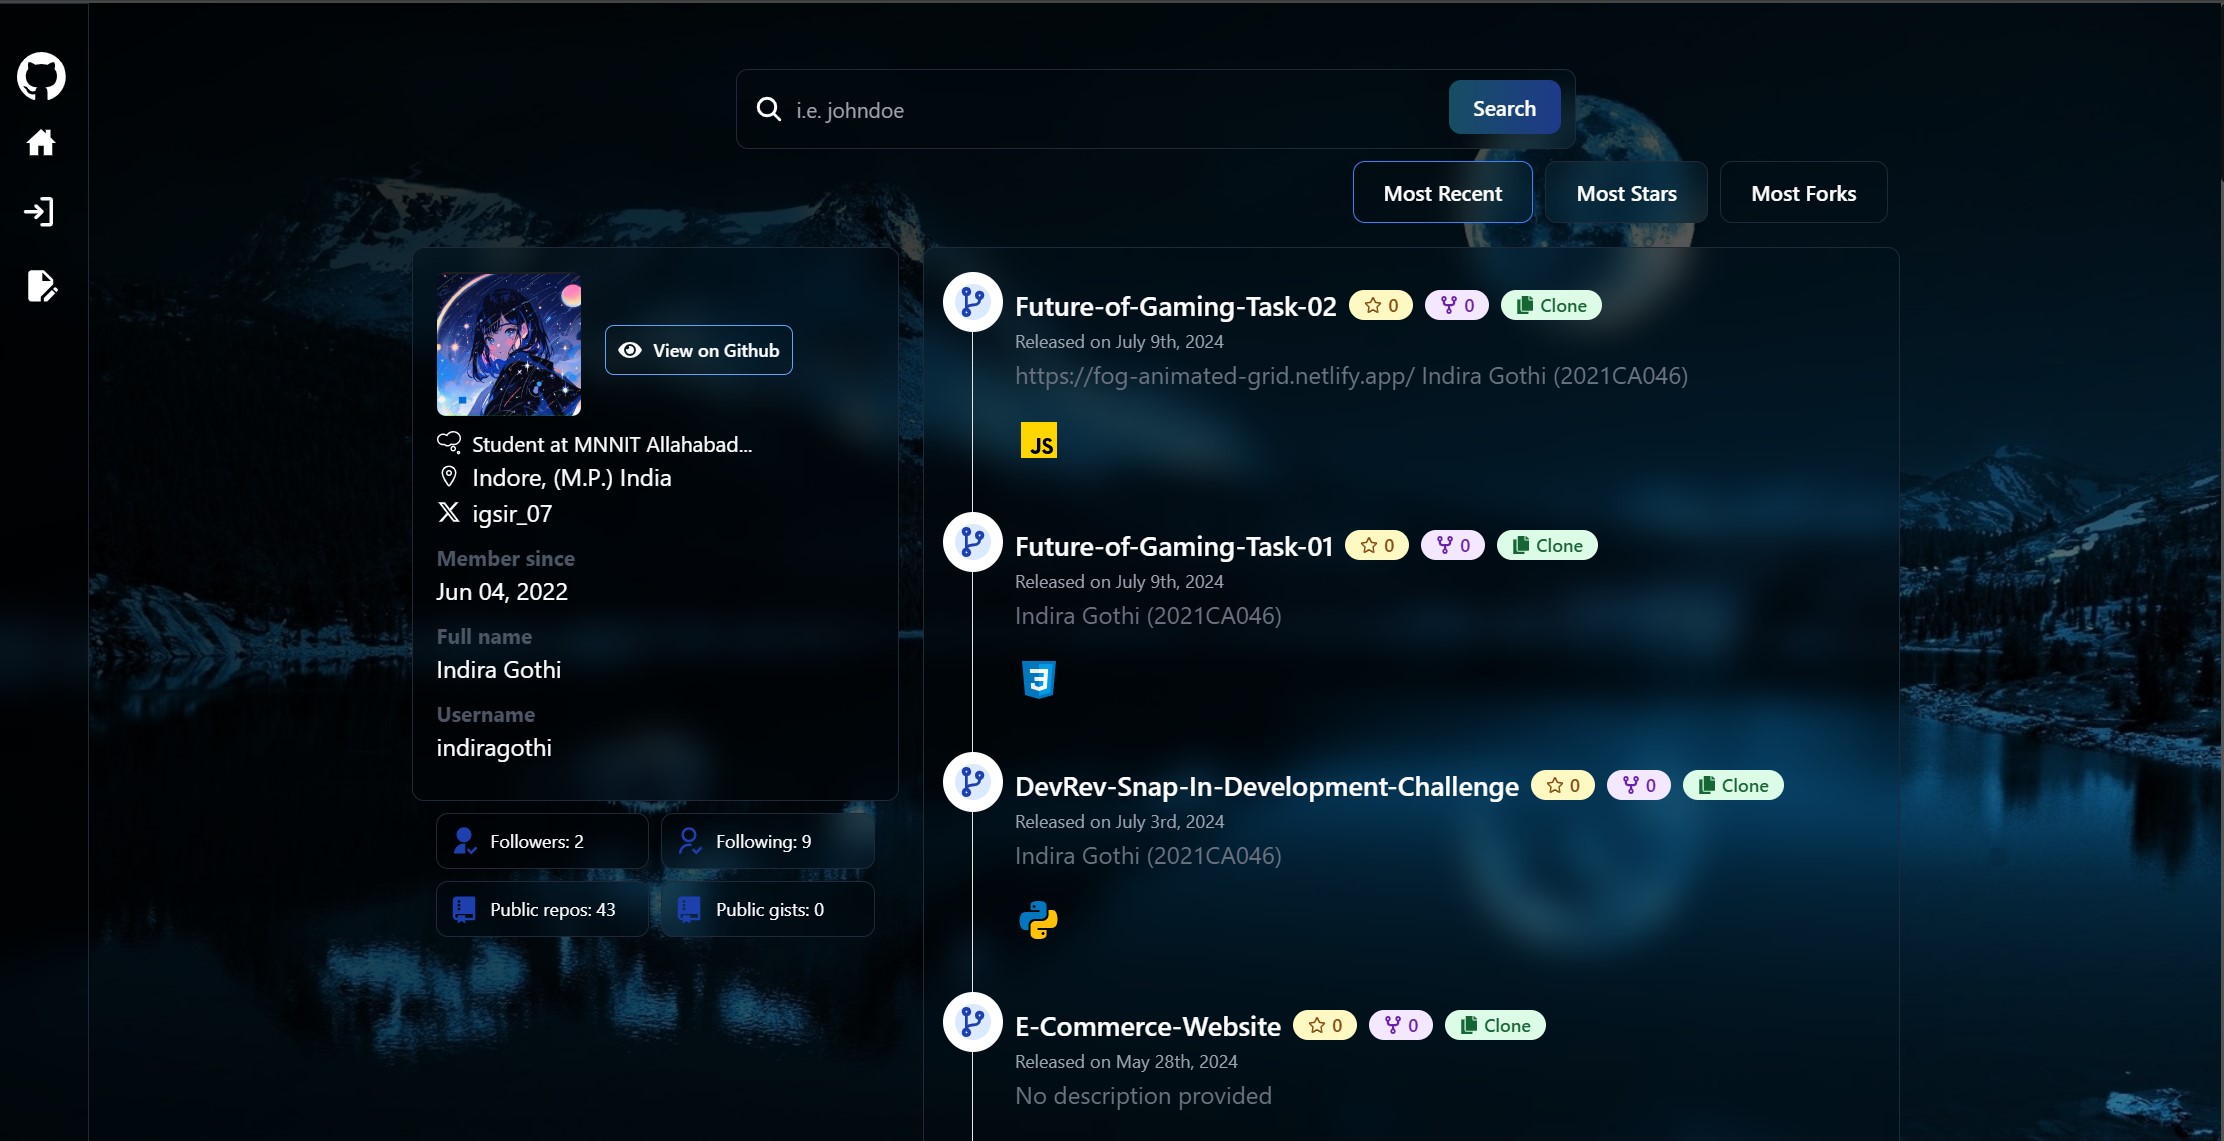 i.e. johndoe
Search
Most Recent
Most Stars
Most Forks
View on Github
Student at MNNIT Allahabad...
Indore, (M.P.) India
igsir_07
Member since
Jun 04, 2022
Full name
Indira Gothi
Username
indiragothi
Followers: 2
Following: 9
Public repos: 43
Public gists: 0
Future-of-Gaming-Task-02 0 0 Clone
Released on July 9th, 2024
https://fog-animated-grid.netlify.app/ Indira Gothi (2021CA046)
JS
Future-of-Gaming-Task-01 0 0 Clone
Released on July 9th, 2024
Indira Gothi (2021CA046)
3
DevRev-Snap-In-Development-Challenge 0 0 Clone
Released on July 3rd, 2024
Indira Gothi (2021CA046)
E-Commerce-Website 0 0 Clone
Released on May 28th, 2024
No description provided